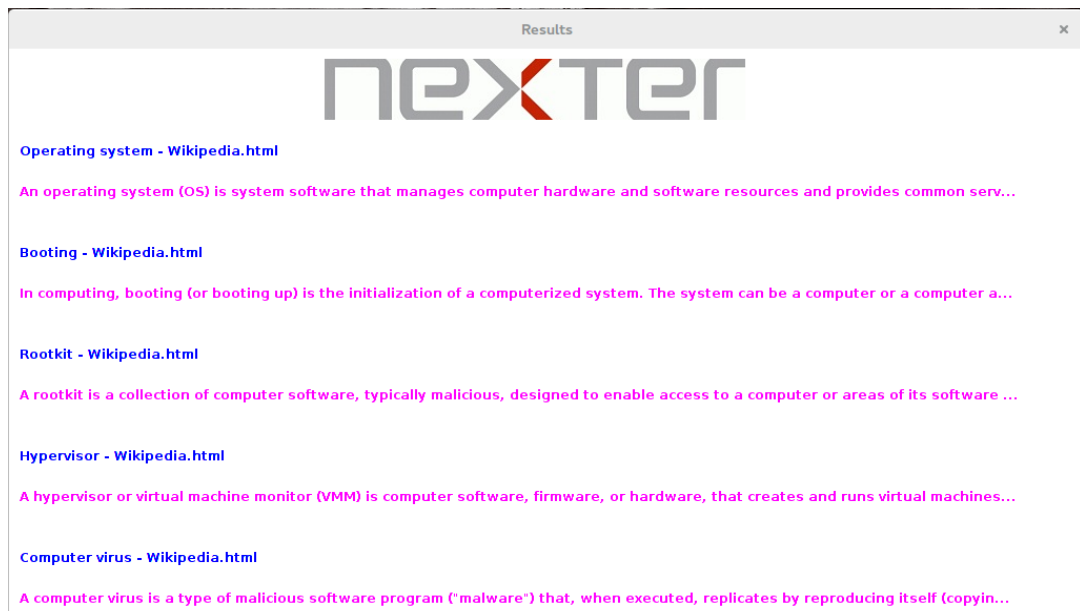 Results
×
nexter
Operating system - Wikipedia.html
An operating system (OS) is system software that manages computer hardware and software resources and provides common serv...
Booting - Wikipedia.html
In computing, booting (or booting up) is the initialization of a computerized system. The system can be a computer or a computer a...
Rootkit - Wikipedia.html
A rootkit is a collection of computer software, typically malicious, designed to enable access to a computer or areas of its software ...
Hypervisor - Wikipedia.html
A hypervisor or virtual machine monitor (VMM) is computer software, firmware, or hardware, that creates and runs virtual machines...
Computer virus - Wikipedia.html
A computer virus is a type of malicious software program ("malware") that, when executed, replicates by reproducing itself (copyin...